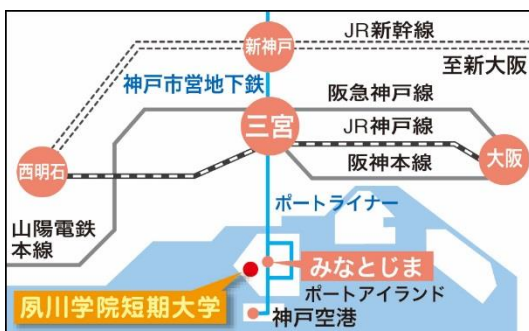 JR新幹線
新神戸
至新大阪
神戸市営地下鉄
阪急神戸線
三宮
JR神戸線
西明石
大阪
阪神本線
山陽電鉄
本線
ポートライナー
みなとじま
ポートアイランド
夙川学院短期大学
神戸空港